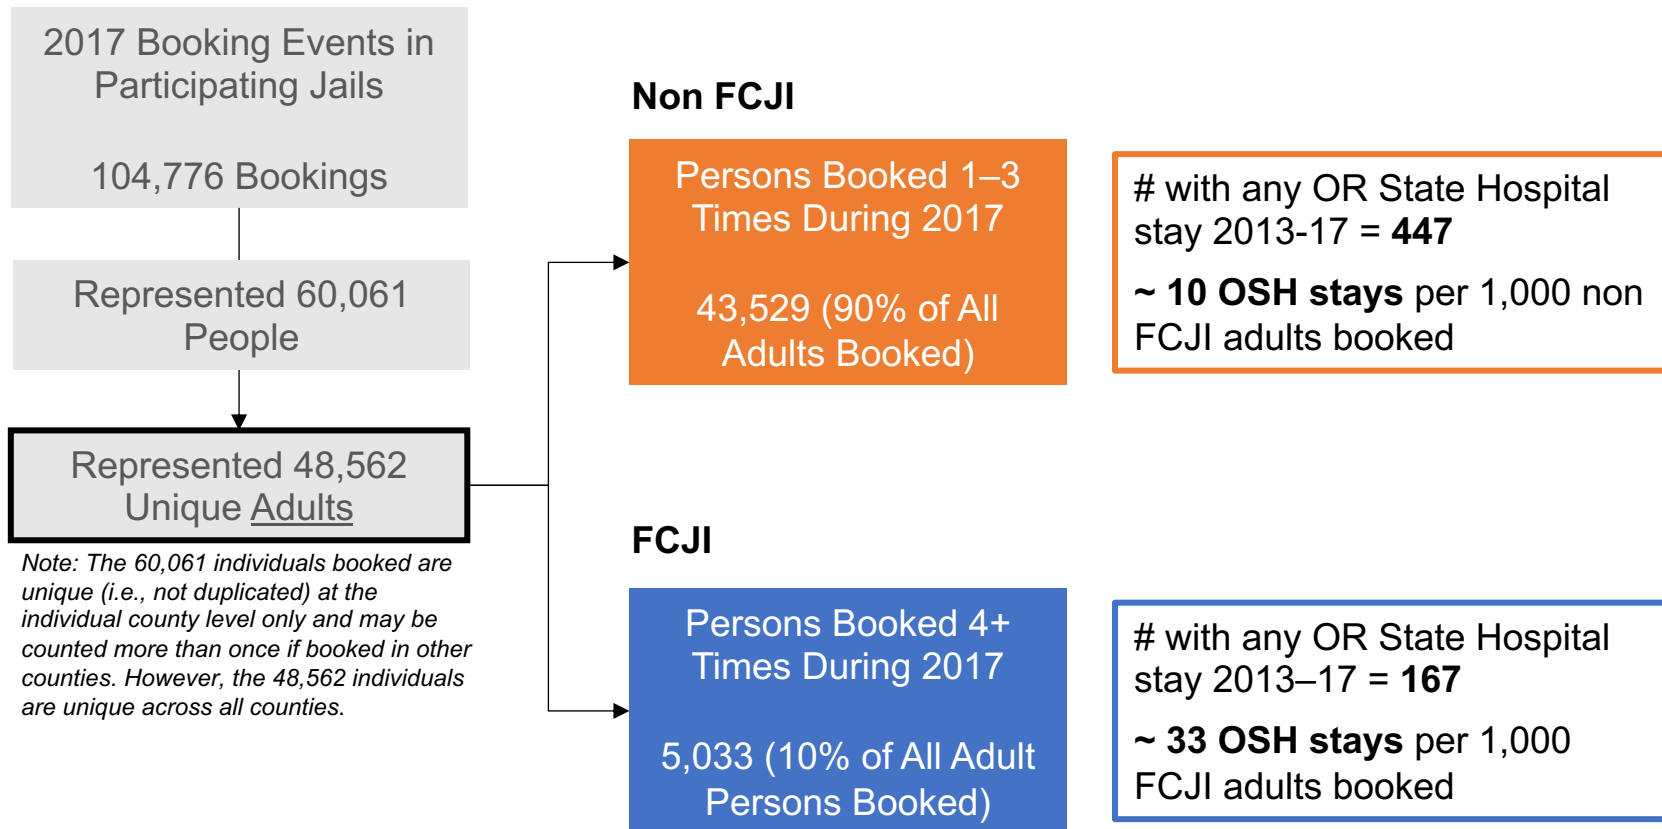 2017 Booking Events in
Participating Jails
104,776 Bookings
Represented 60,061
People
Represented 48,562
Unique Adults
Note: The 60,061 individuals booked are
unique (i.e., not duplicated) at the
individual county level only and may be
counted more than once if booked in other
counties. However, the 48,562 individuals
are unique across all counties.
Non FCJI
Persons Booked 1–3
Times During 2017
43,529 (90% of All
Adults Booked)
# with any OR State Hospital
stay 2013-17 = 447
~ 10 OSH stays per 1,000 non
FCJI adults booked
FCJI
Persons Booked 4+
Times During 2017
5,033 (10% of All Adult
Persons Booked)
# with any OR State Hospital
stay 2013–17 = 167
~ 33 OSH stays per 1,000
FCJI adults booked